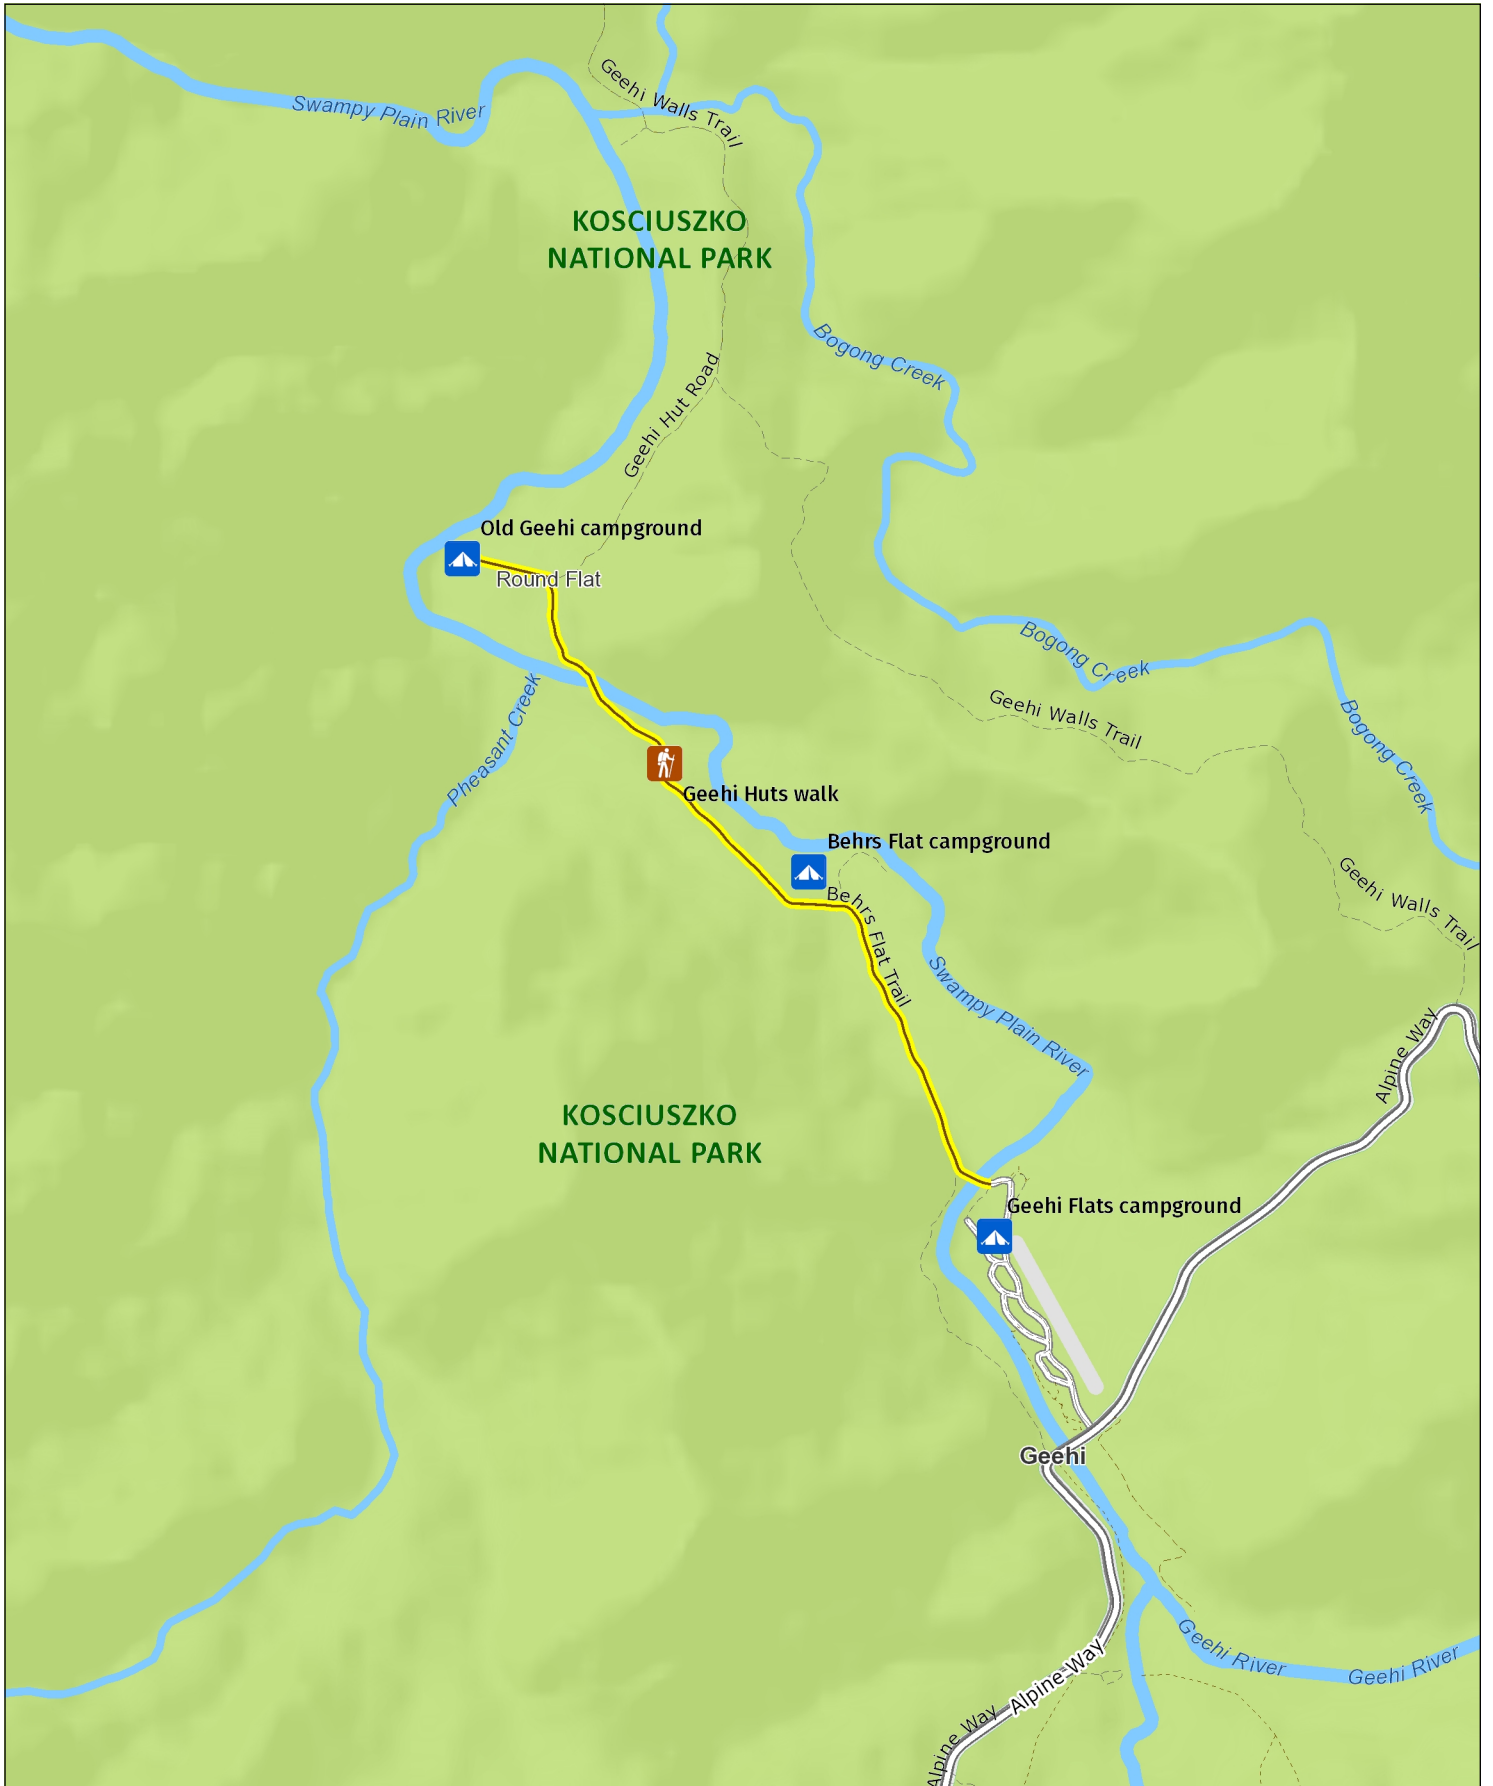 Geehi Walls Trail
Swampy Plain River
KOSCIUSZKO
NATIONAL PARK
Bogong Creek
Geehi Hut Road
Old Geehi campground
Round Flat
Bogong Creek
Pheasant Creek
Geehi Walls Trail
Bogong Creek
Geehi Huts walk
Behrs Flat campground
Behrs Flat Trail
Geehi Walls Trail
Swampy Plain River
Alpine Way
KOSCIUSZKO
NATIONAL PARK
Geehi Flats campground
Geehi
Geehi River
Geehi River
Alpine Way
Alpine Way